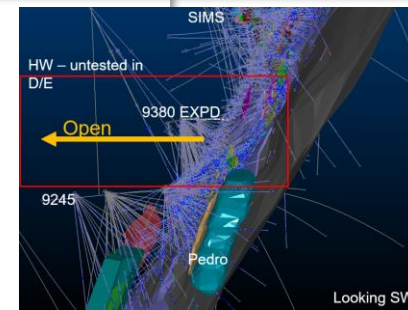 SIMS
HW – untested in
D/E
9380 EXPD
Open
9245
Pedro
Looking SW